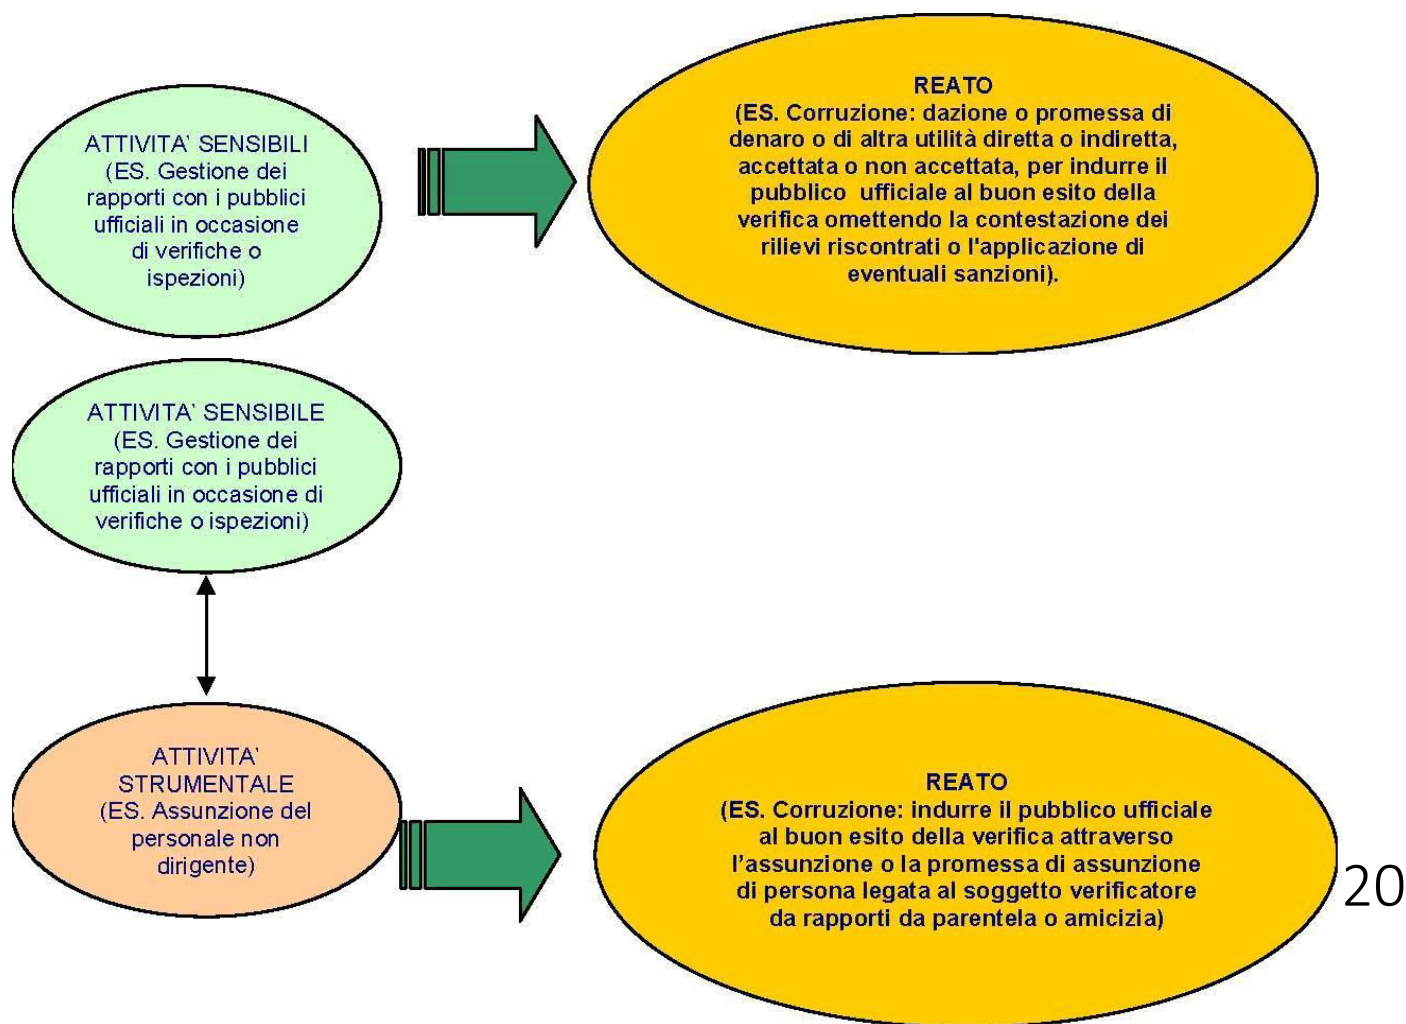 ATTIVITA' SENSIBILI
(ES. Gestione dei
rapporti con i pubblici
ufficiali in occasione
di verifiche o
ispezioni)
REATO
(ES. Corruzione: dazione o promessa di
denaro o di altra utilità diretta o indiretta,
accettata o non accettata, per indurre il
pubblico ufficiale al buon esito della
verifica omettendo la contestazione dei
rilievi riscontrati o l'applicazione di
eventuali sanzioni).
ATTIVITA' SENSIBILE
(ES. Gestione dei
rapporti con i pubblici
ufficiali in occasione di
verifiche o ispezioni)
ATTIVITA'
STRUMENTALE
(ES. Assunzione del
personale non
dirigente)
REATO
(ES. Corruzione: indurre il pubblico ufficiale
al buon esito della verifica attraverso
l'assunzione o la promessa di assunzione
di persona legata al soggetto verificatore
da rapporti da parentela o amicizia)
20